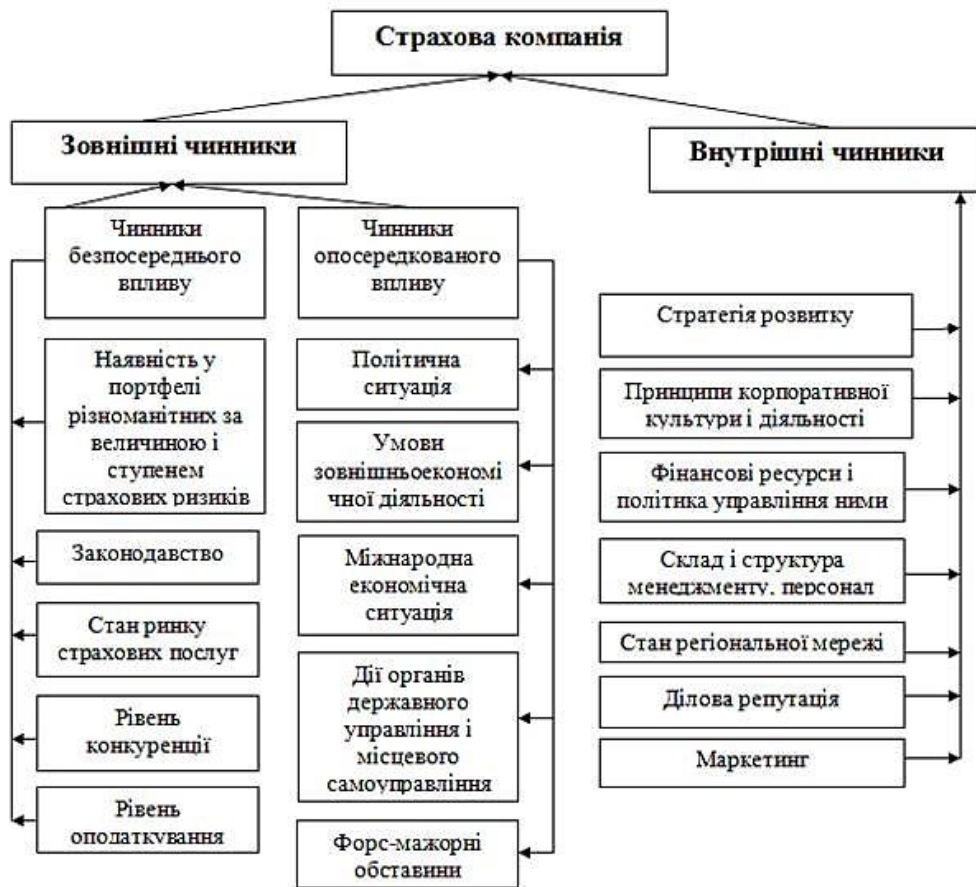 Страхова компанія
Зовнішні чинники
Внутрішні чинники
Чинники
безпосереднього
впливу
Чинники
опосередкованого
впливу
Наявність у
портфелі
різноманітних за
величиною і
ступенем
страхових ризиків
Законодавство
Стан ринку
страхових послуг
Рівень
конкуренції
Рівень
оподаткування
Політична
ситуація
Умови
зовнішньоекономі
чної діяльності
Міжнародна
економічна
ситуація
Дії органів
державного
управління і
місцевого
самоуправління
Форс-мажорні
обставини
Стратегія розвитку
Принципи корпоративної
культури і діяльності
Фінансові ресурси і
політика управління ними
Склад і структура
менеджменту, персонал
Стан регіональної мережі
Ділова репутація
Маркетинг